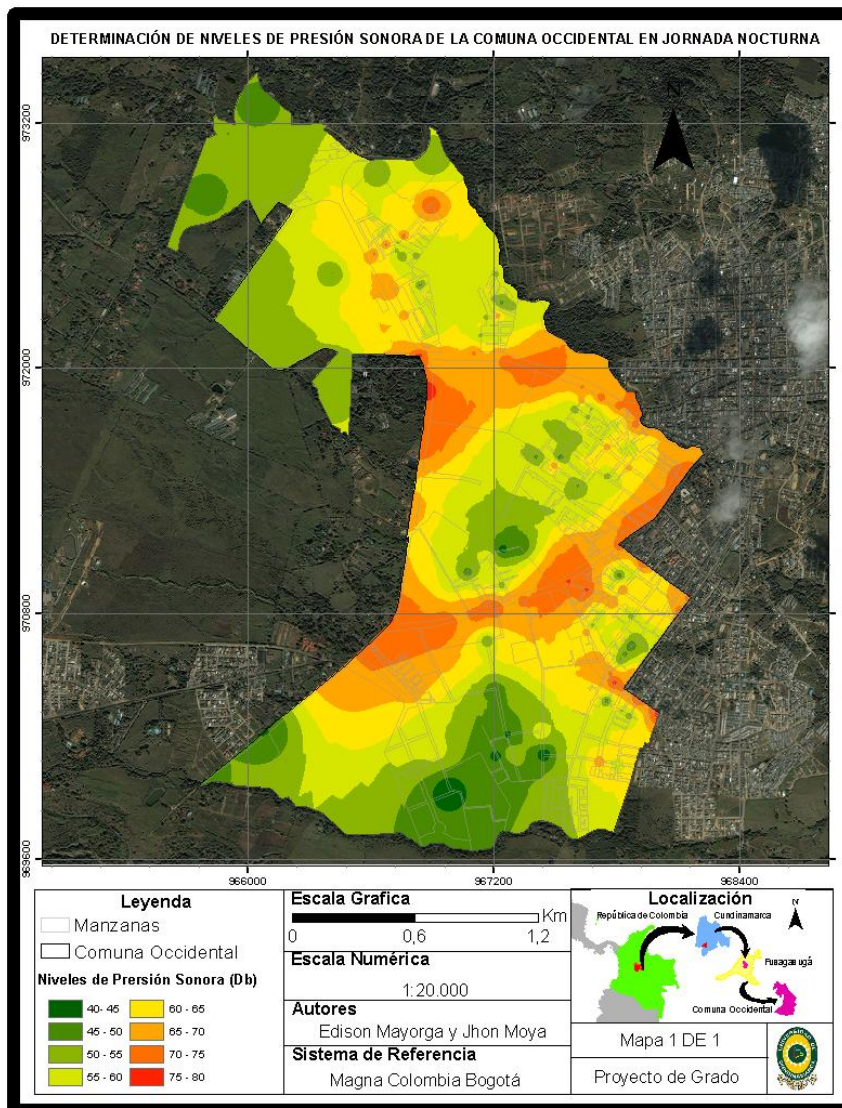 DETERMINACIÓN DE NIVELES DE PRESIÓN SONORA DE LA COMUNA OCCIDENTAL EN JORNADA NOCTURNA
N
973200
972000
970800
969600
966000
967200
968400
Leyenda
Manzanas
Comuna Occidental
Niveles de Prersión Sonora (Db)
40- 45
45 - 50
50 - 55
55 - 60
60 - 65
65 - 70
70 - 75
75 - 80
Escala Grafica
Km
0 0,6 1,2
Escala Numérica
1:20.000
Autores
Edison Mayorga y Jhon Moya
Sistema de Referencia
Magna Colombia Bogotá
Localización
República de Colombia
Cundinamarca
N
Fusagasugá
Comuna Occidental
Mapa 1 DE 1
Proyecto de Grado